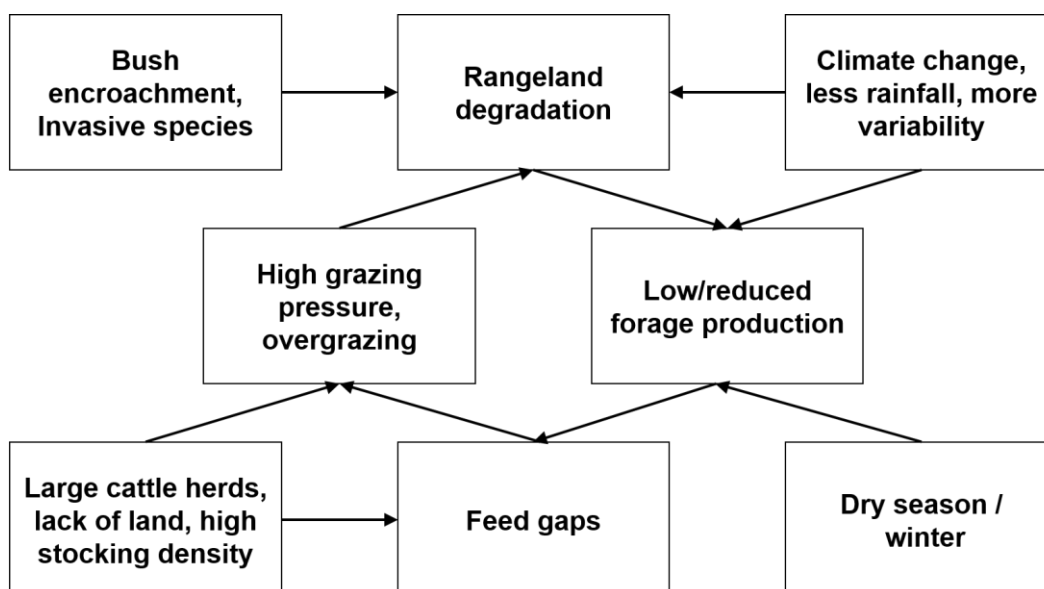 Bush
encroachment,
Invasive species
Rangeland
degradation
Climate change,
less rainfall, more
variability
High grazing
pressure,
overgrazing
Low/reduced
forage production
Large cattle herds,
lack of land, high
stocking density
Feed gaps
Dry season /
winter